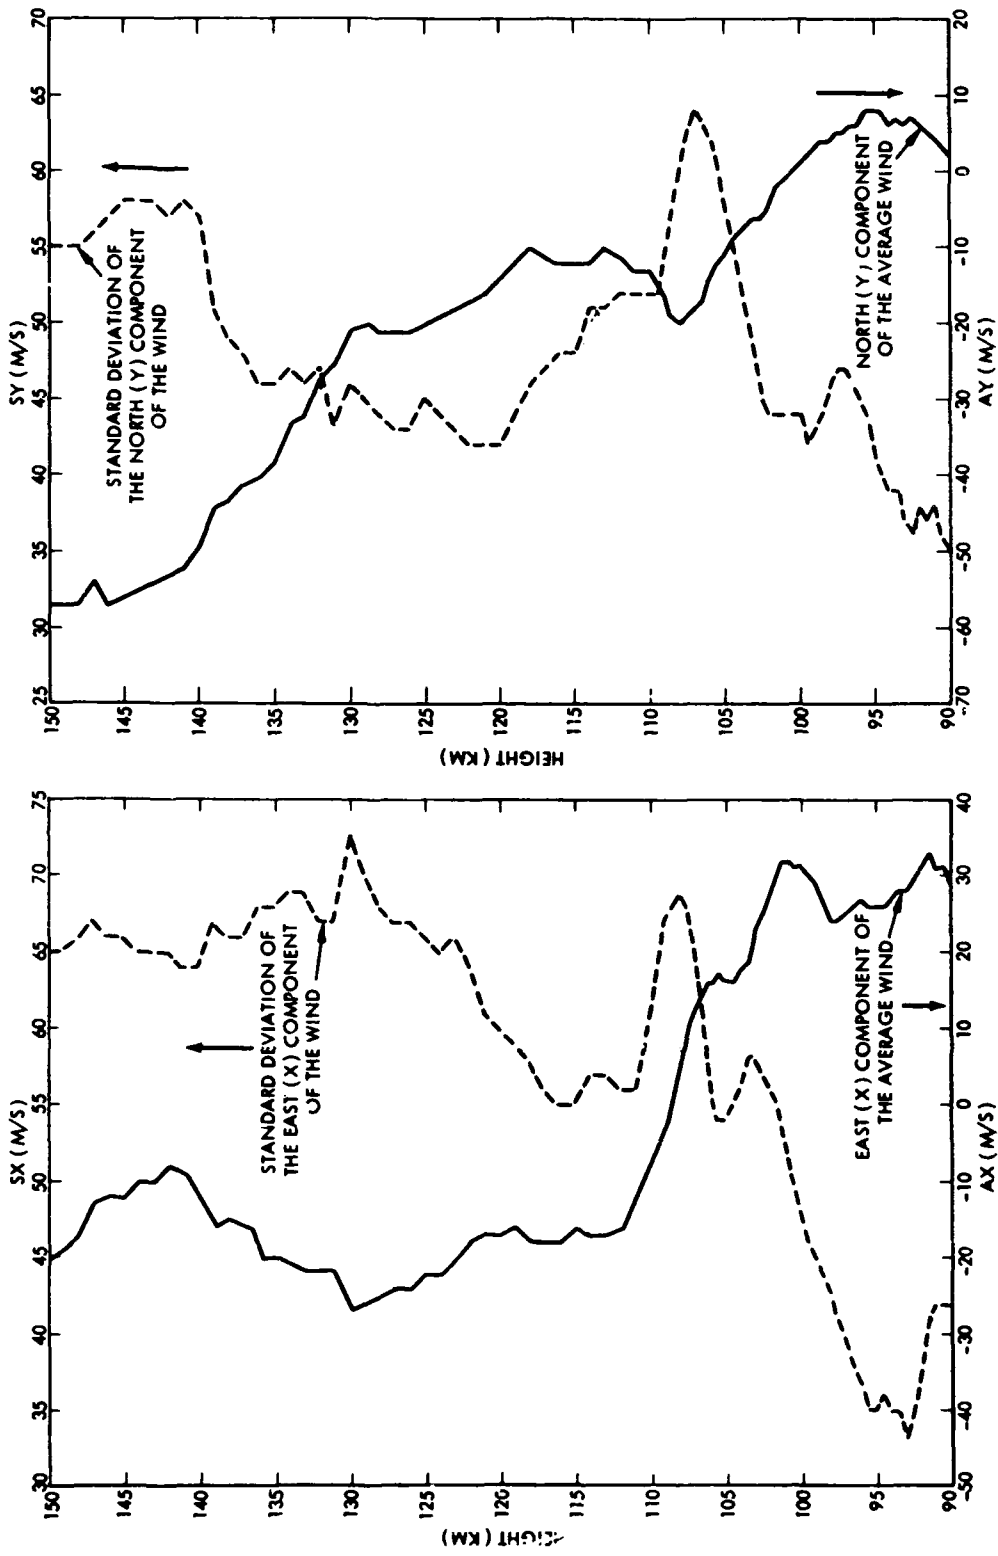 SX (M/S)
30 35 40 45 50 55 60 65 70 75
150
145
140
135
130
125
120
115
110
105
100
95
90
HEIGHT (KM)
STANDARD DEVIATION OF
THE EAST (X) COMPONENT
OF THE WIND
EAST (X) COMPONENT OF
THE AVERAGE WIND
-50 -40 -30 -20 -10 0 10 20 30 40
AX (M/S)
SY (M/S)
25 30 35 40 45 50 55 60 65 70
150
145
140
135
130
125
120
115
110
105
100
95
90
HEIGHT (KM)
STANDARD DEVIATION OF
THE NORTH (Y) COMPONENT
OF THE WIND
NORTH (Y) COMPONENT
OF THE AVERAGE WIND
-70 -60 -50 -40 -30 -20 -10 0 10 20
AY (M/S)